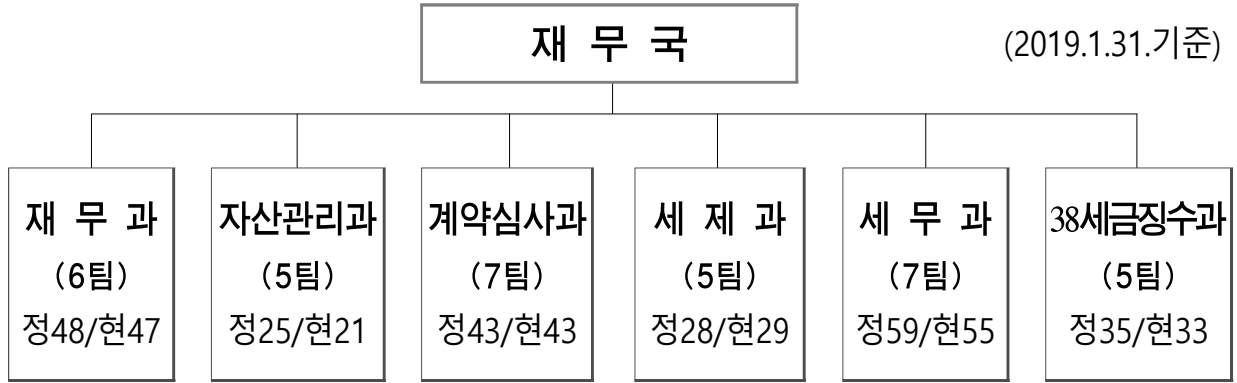 재 무 국
(2019.1.31.기준)
재 무 과
(6팀)
정48/현47
자산관리과
(5팀)
정25/현21
계약심사과
(7팀)
정43/현43
세 제 과
(5팀)
정28/현29
세 무 과
(7팀)
정59/현55
38세금징수과
(5팀)
정35/현33